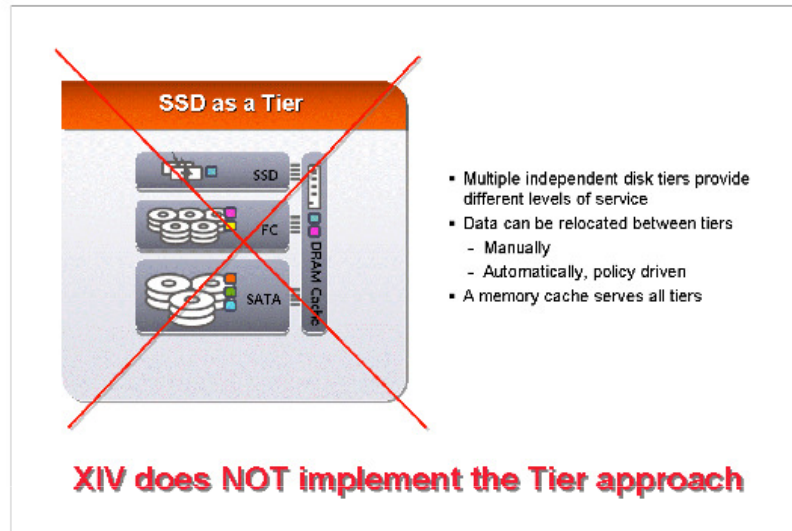 SSD as a Tier
SSD
FC
SATA
DRAM Cache
▪ Multiple independent disk tiers provide
different levels of service
▪ Data can be relocated between tiers
- Manually
- Automatically, policy driven
▪ A memory cache serves all tiers
XIV does NOT implement the Tier approach